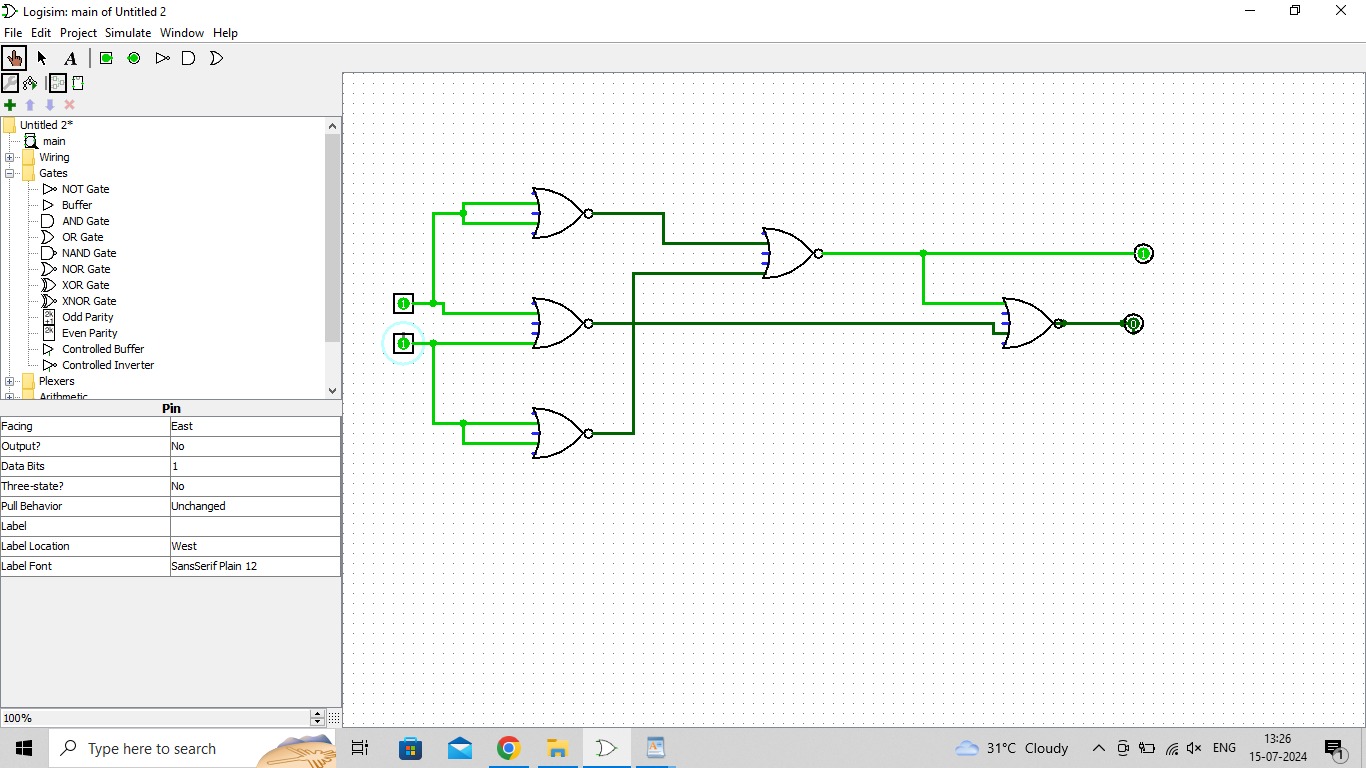 Logisim: main of Untitled 2
File Edit Project Simulate Window Help
A
Untitled 2*
main
Wiring
Gates
NOT Gate
Buffer
AND Gate
OR Gate
NAND Gate
NOR Gate
XOR Gate
XNOR Gate
Odd Parity
Even Parity
Controlled Buffer
Controlled Inverter
Plexers
Arithmetic
Pin
Facing East
Output? No
Data Bits 1
Three-state? No
Pull Behavior Unchanged
Label
Label Location West
Label Font SansSerif Plain 12
100%
1
1
1
0
Type here to search
31°C Cloudy
ENG
13:26
15-07-2024
1